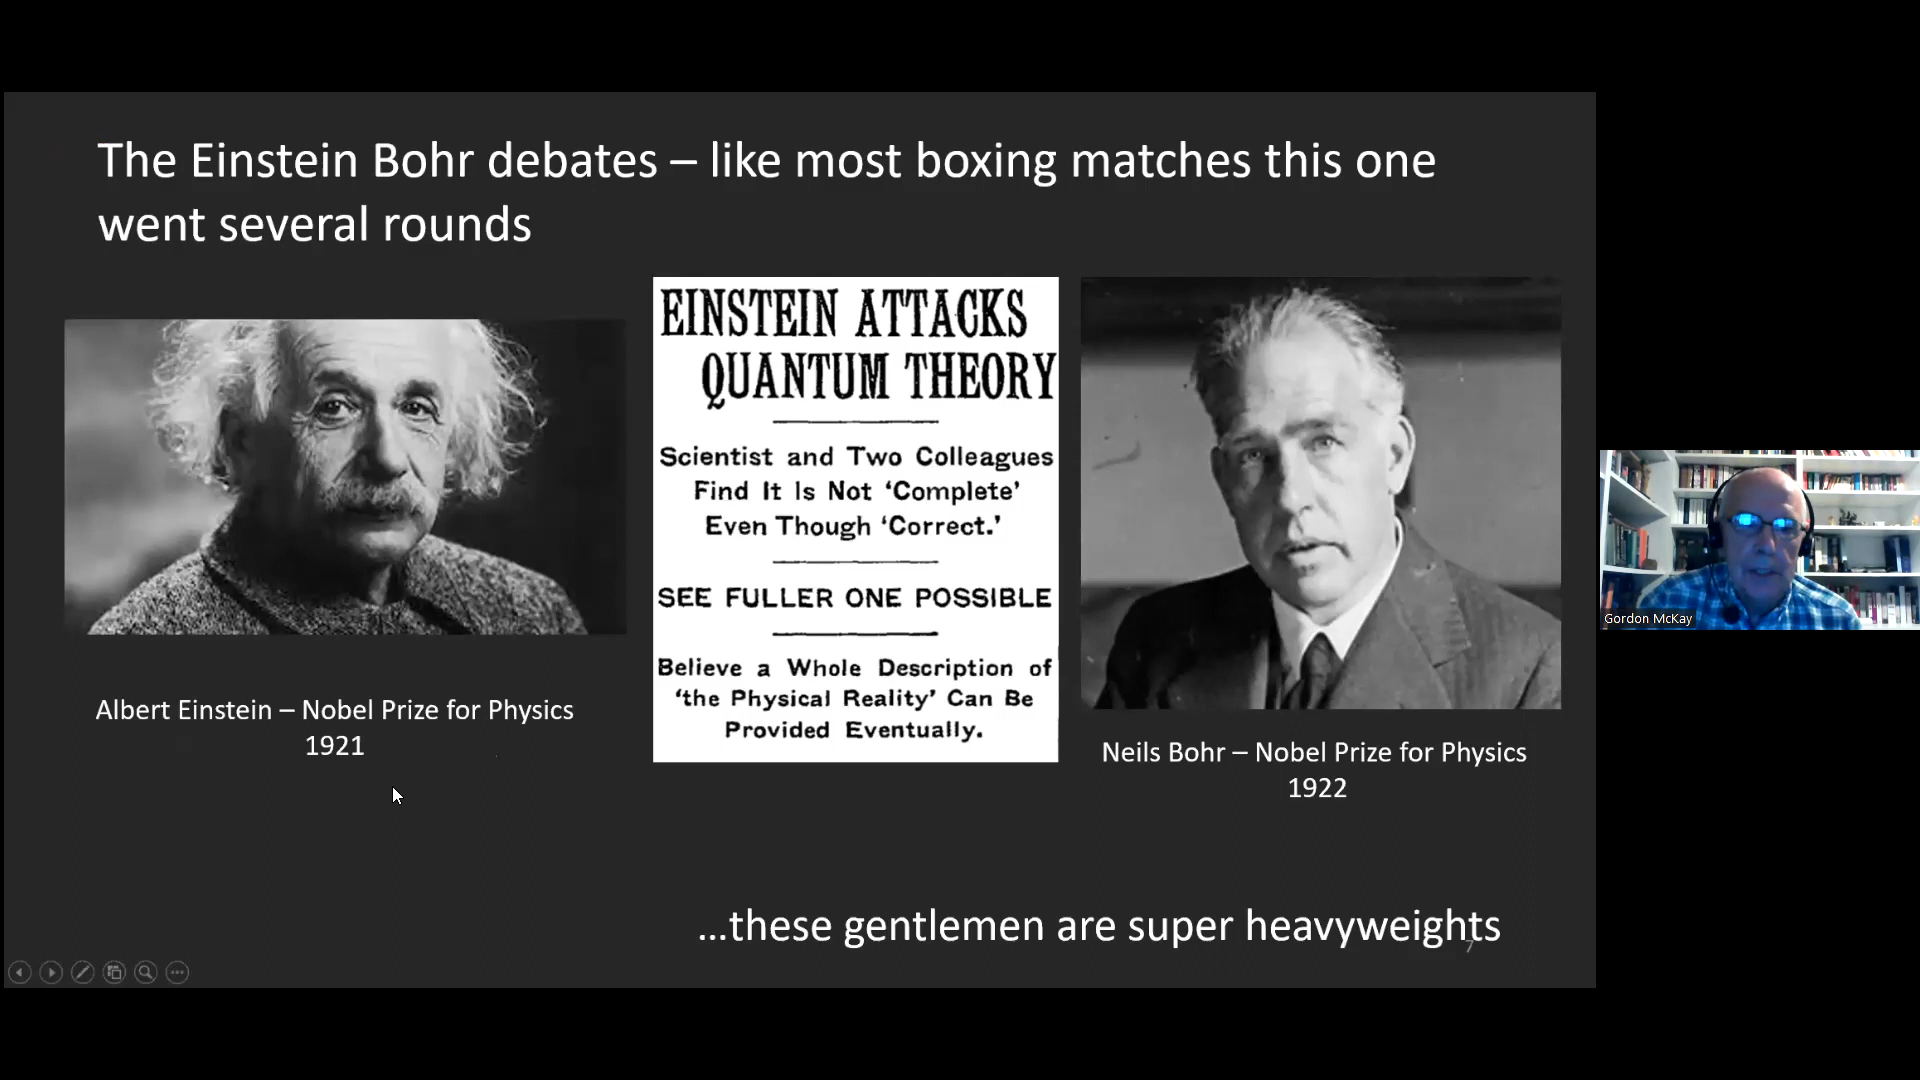 The Einstein Bohr debates – like most boxing matches this one
went several rounds
EINSTEIN ATTACKS
QUANTUM THEORY
Scientist and Two Colleagues
Find It Is Not ‘Complete’
Even Though ‘Correct.’
SEE FULLER ONE POSSIBLE
Believe a Whole Description of
‘the Physical Reality’ Can Be
Provided Eventually.
Albert Einstein – Nobel Prize for Physics
1921
Neils Bohr – Nobel Prize for Physics
1922
...these gentlemen are super heavyweights
7
Gordon McKay